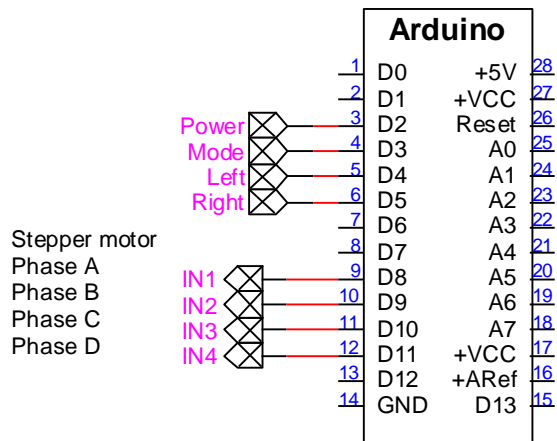 Arduino
1 D0 +5V 28
2 D1 +VCC 27
Power 3 D2 Reset 26
Mode 4 D3 A0 25
Left 5 D4 A1 24
Right 6 D5 A2 23
7 D6 A3 22
Stepper motor
8 D7 A4 21
Phase A
IN1 9 D8 A5 20
Phase B
IN2 10 D9 A6 19
Phase C
IN3 11 D10 A7 18
Phase D
IN4 12 D11 +VCC 17
13 D12 +ARef 16
14 GND D13 15